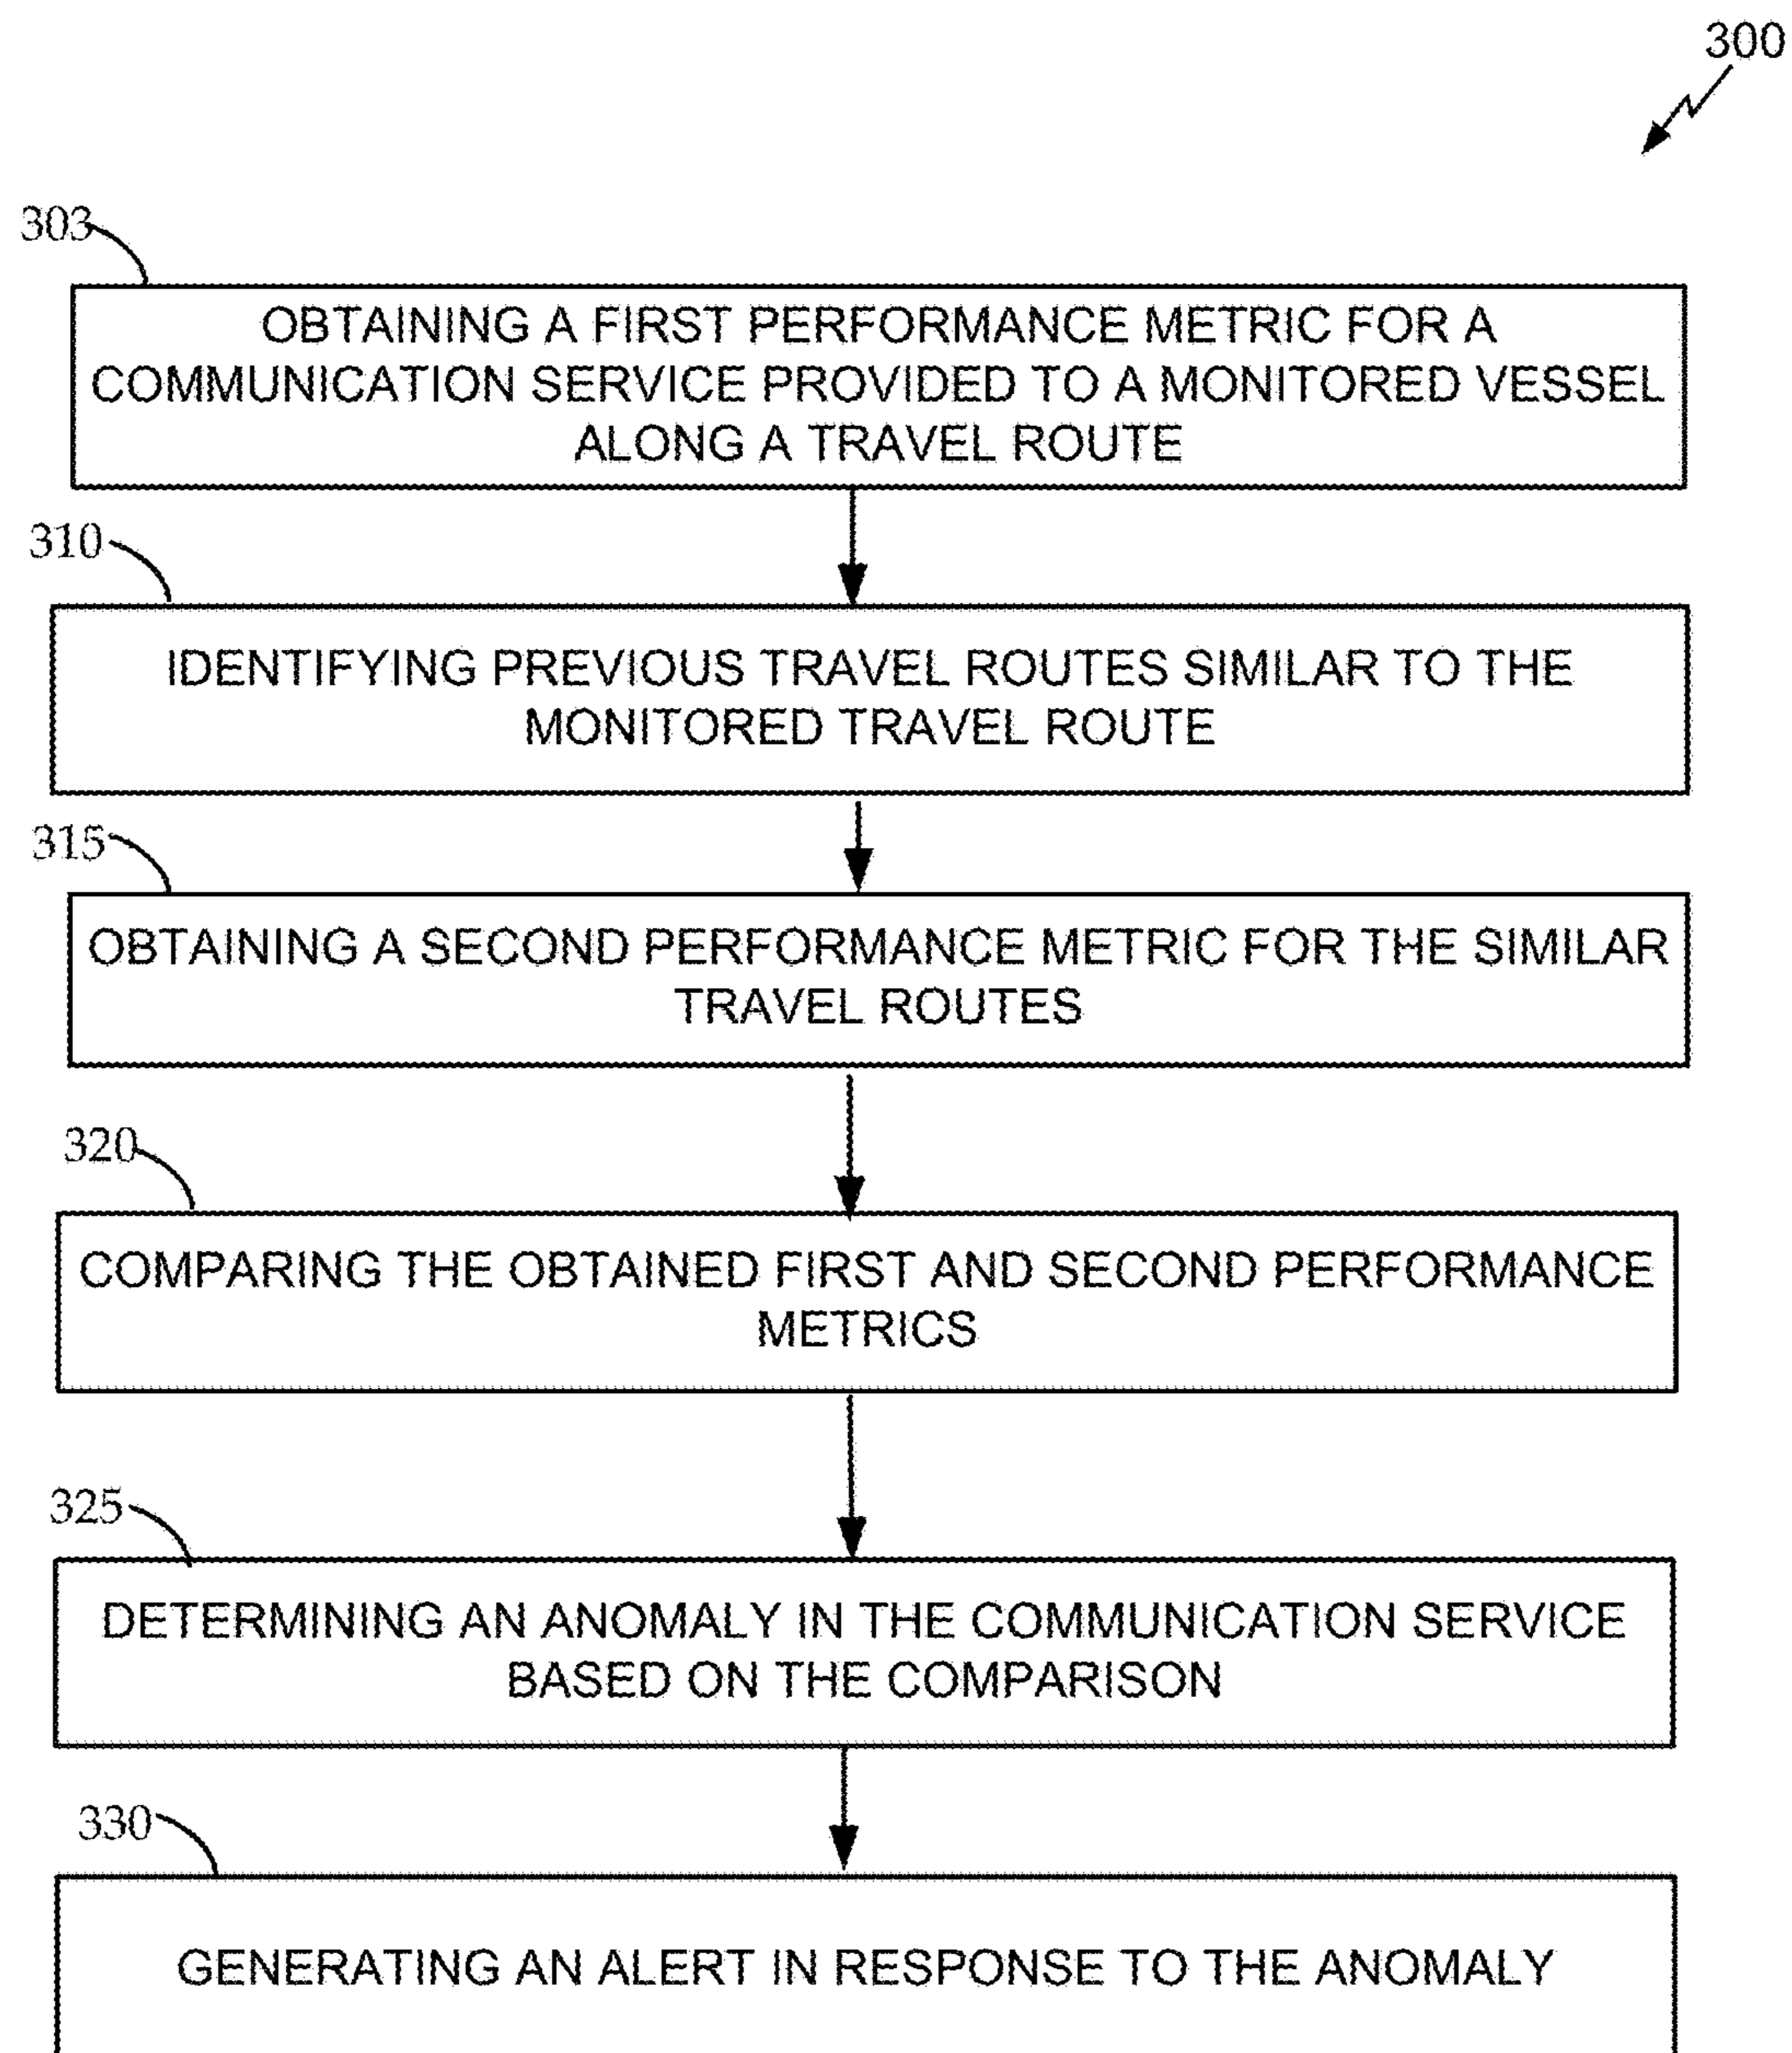 300
303
OBTAINING A FIRST PERFORMANCE METRIC FOR A
COMMUNICATION SERVICE PROVIDED TO A MONITORED VESSEL
ALONG A TRAVEL ROUTE
310
IDENTIFYING PREVIOUS TRAVEL ROUTES SIMILAR TO THE
MONITORED TRAVEL ROUTE
315
OBTAINING A SECOND PERFORMANCE METRIC FOR THE SIMILAR
TRAVEL ROUTES
320
COMPARING THE OBTAINED FIRST AND SECOND PERFORMANCE
METRICS
325
DETERMINING AN ANOMALY IN THE COMMUNICATION SERVICE
BASED ON THE COMPARISON
330
GENERATING AN ALERT IN RESPONSE TO THE ANOMALY